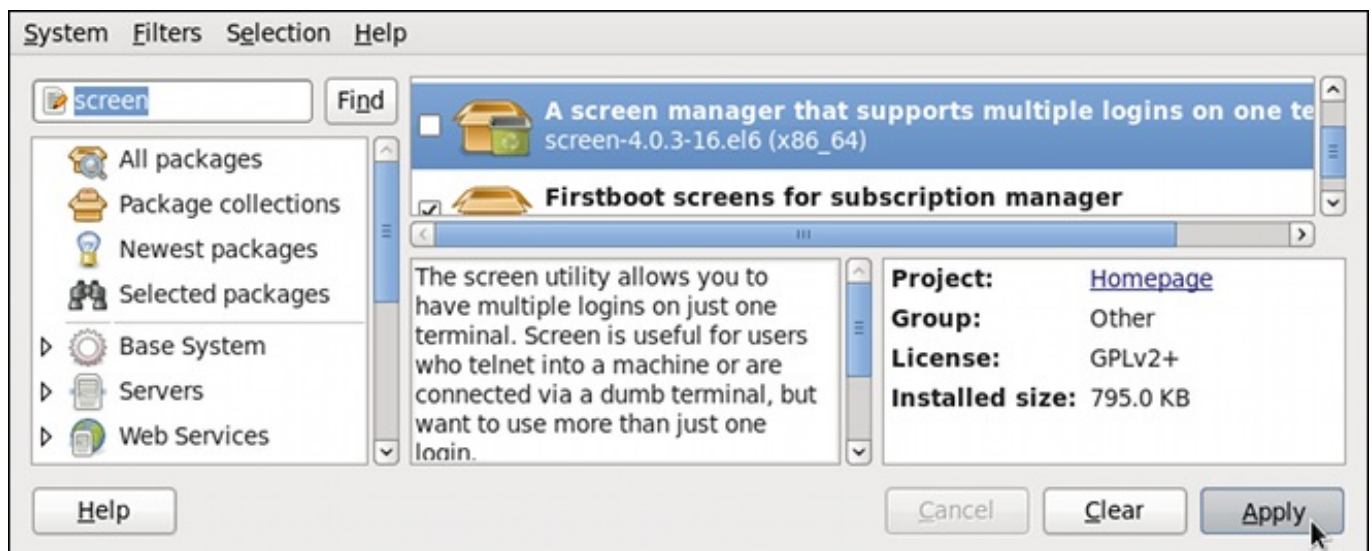 System Filters Selection Help
screen
Find
All packages
Package collections
Newest packages
Selected packages
Base System
Servers
Web Services
A screen manager that supports multiple logins on one te
screen-4.0.3-16.el6 (x86_64)
Firstboot screens for subscription manager
The screen utility allows you to
have multiple logins on just one
terminal. Screen is useful for users
who telnet into a machine or are
connected via a dumb terminal, but
want to use more than just one
login.
Project: Homepage
Group: Other
License: GPLv2+
Installed size: 795.0 KB
Help
Cancel
Clear
Apply